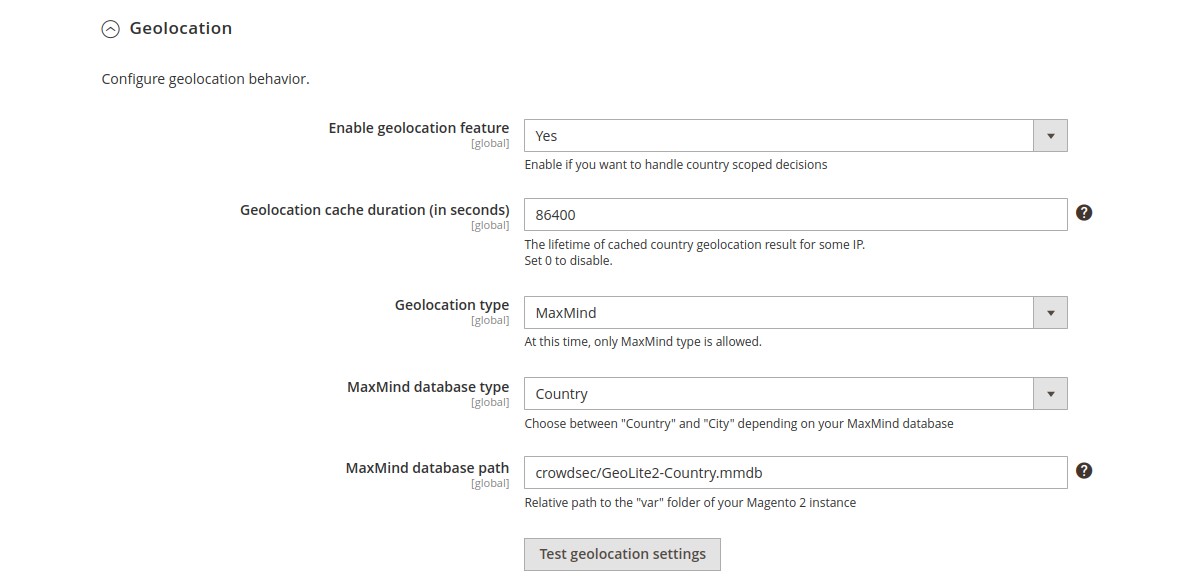 Geolocation
Configure geolocation behavior.
Enable geolocation feature
[global]
Yes
Enable if you want to handle country scoped decisions
Geolocation cache duration (in seconds)
[global]
86400
The lifetime of cached country geolocation result for some IP.
Set 0 to disable.
Geolocation type
[global]
MaxMind
At this time, only MaxMind type is allowed.
MaxMind database type
[global]
Country
Choose between "Country" and "City" depending on your MaxMind database
MaxMind database path
[global]
crowdsec/GeoLite2-Country.mmdb
Relative path to the "var" folder of your Magento 2 instance
Test geolocation settings